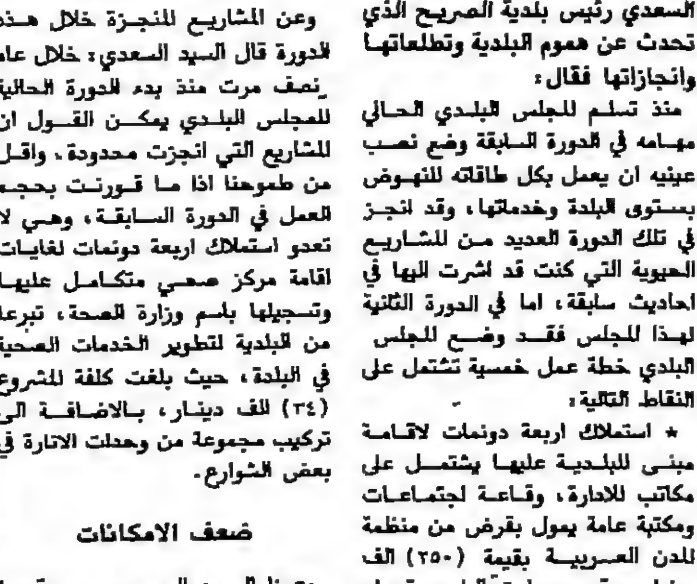 السعدي رئيس بلدية الصريح الذي
تحدث عن هموم البلدية وتطلعاتها
وانجازاتها فقال :
منذ تسلم المجلس البلدي الحالي
مهامه في الدورة السابقة وضع نصب
عينيه ان يعمل بكل طاقاته للنهوض
بمستوى البلدة وخدماتها ، وقد انجز
في تلك الدورة العديد من المشاريع
الحيوية التي كنت قد اشرت اليها في
احاديث سابقة ، اما في الدورة الثانية
لهذا المجلس فقد وضع المجلس
البلدي خطة عمل خمسية تشتمل على
النقاط التالية :
* استملاك اربعة دونمات لاقامة
مبنى للبلدية عليها يشتمل على
مكاتب للادارة ، وقاعة اجتماعات
ومكتبة عامة يمول بقرض من منظمة
المدن العربية بقيمة (٢٥٠) الف
وعن المشاريع المنجزة خلال هذه
الدورة قال السيد السعدي : خلال عام
ونصف مرت منذ بدء الدورة الحالية
للمجلس البلدي يمكن القول ان
المشاريع التي انجزت محدودة ، واقل
من طموحنا اذا ما قورنت بحجم
العمل في الدورة السابقة ، وهي لا
تعدو استملاك اربعة دونمات لغايات
اقامة مركز صحي متكامل عليها
وتسجيلها باسم وزارة الصحة ، تبرعا
من البلدية لتطوير الخدمات الصحية
في البلدة ، حيث بلغت كلفة المشروع
(٣٤) الف دينار ، بالاضافة الى
تركيب مجموعة من وحدات الانارة في
بعض الشوارع .
ضعف الامكانات